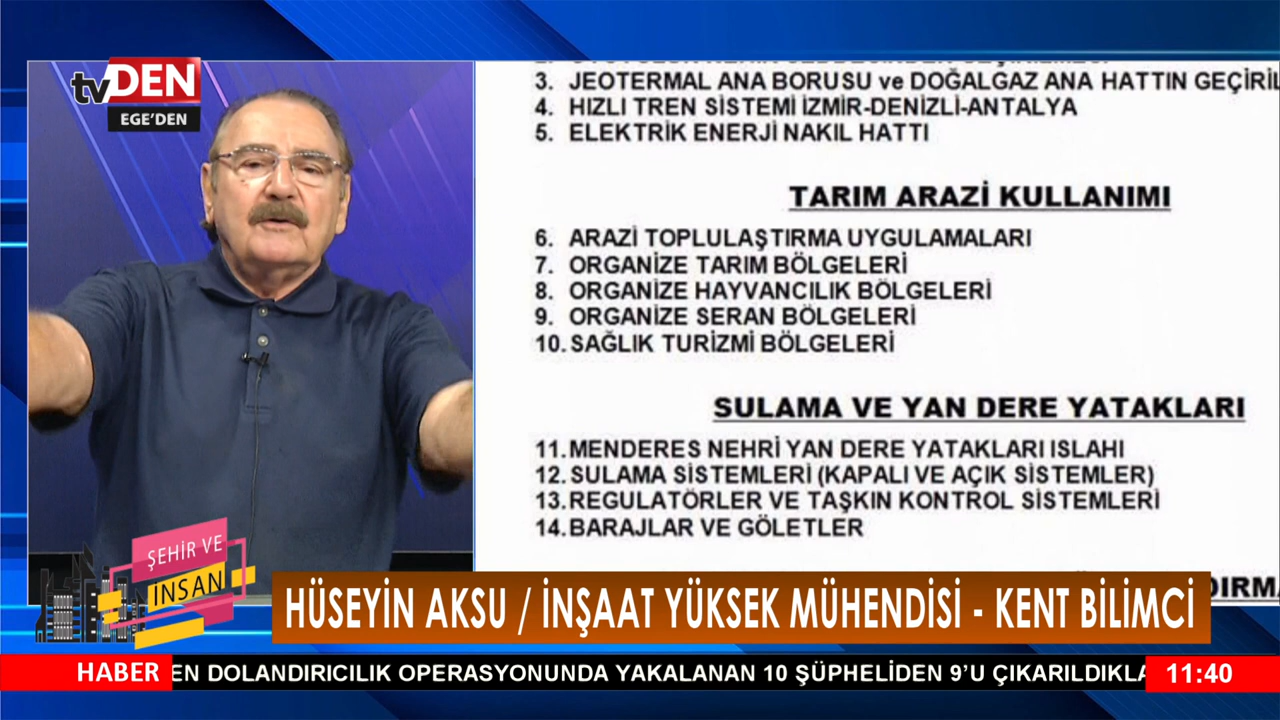 tvDEN
EGE'DEN
3. JEOTERMAL ANA BORUSU ve DOĞALGAZ ANA HATTIN GEÇİRİL
4. HIZLI TREN SİSTEMİ İZMİR-DENİZLİ-ANTALYA
5. ELEKTRİK ENERJİ NAKIL HATTI
TARIM ARAZİ KULLANIMI
6. ARAZİ TOPLULAŞTIRMA UYGULAMALARI
7. ORGANİZE TARIM BÖLGELERİ
8. ORGANİZE HAYVANCILIK BÖLGELERİ
9. ORGANİZE SERAN BÖLGELERİ
10. SAĞLIK TURİZMİ BÖLGELERİ
SULAMA VE YAN DERE YATAKLARI
11. MENDERES NEHRİ YAN DERE YATAKLARI ISLAHI
12. SULAMA SİSTEMLERİ (KAPALI VE AÇIK SİSTEMLER)
13. REGULATÖRLER VE TAŞKIN KONTROL SİSTEMLERİ
14. BARAJLAR VE GÖLETLER
ŞEHİR VE
İNSAN
HÜSEYİN AKSU / İNŞAAT YÜKSEK MÜHENDİSİ - KENT BİLİMCİ
HABER
EN DOLANDIRICILIK OPERASYONUNDA YAKALANAN 10 ŞÜPHELİDEN 9'U ÇIKARILDIKLA
11:40